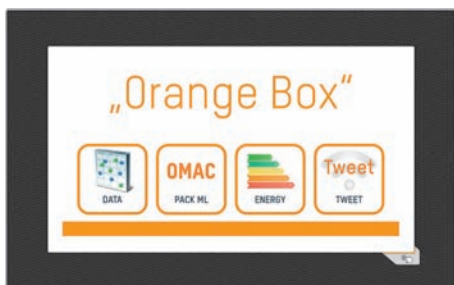 „Orange Box“
OMAC
Tweet
DATA
PACK ML
ENERGY
TWEET